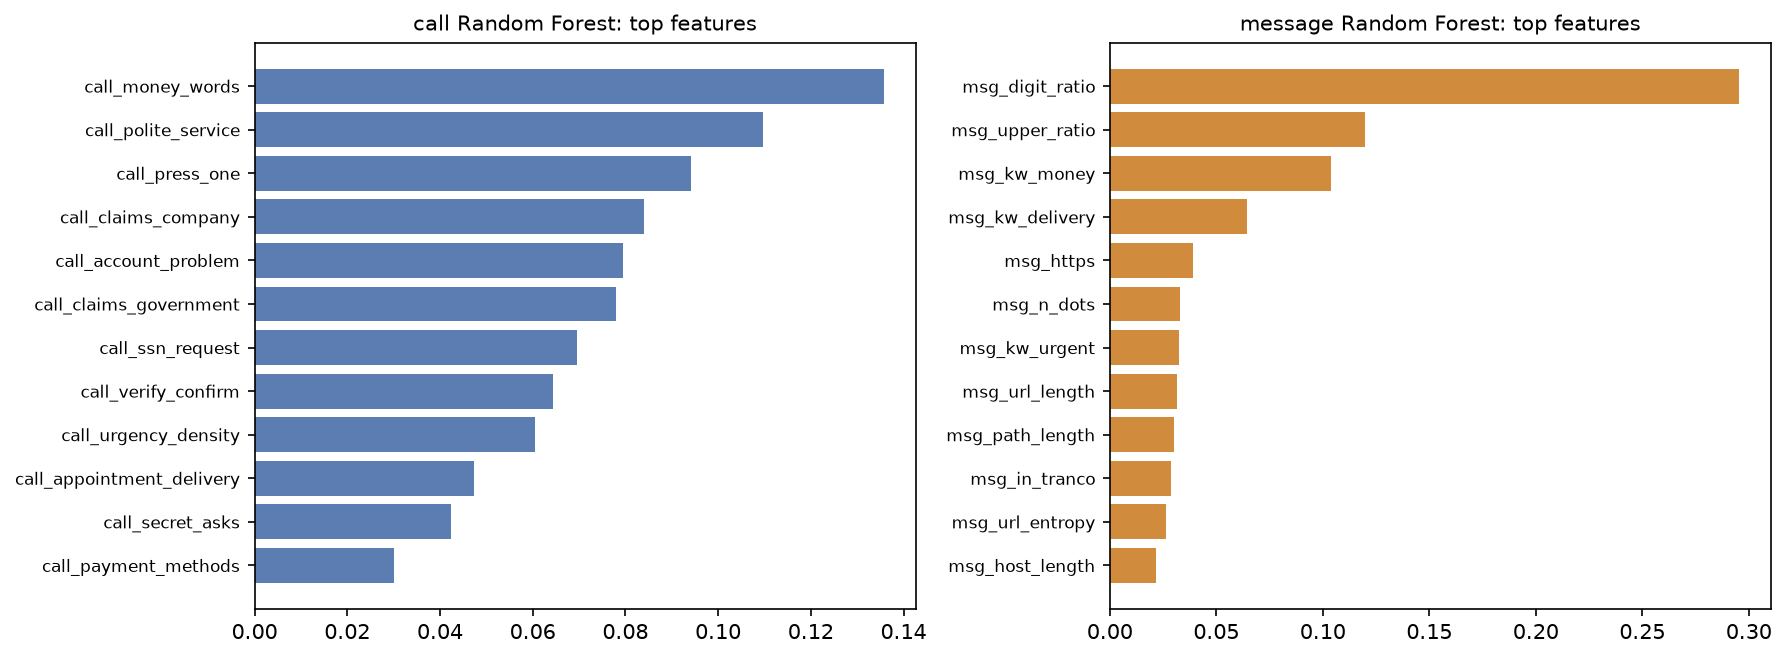 call Random Forest: top features
call_money_words
call_polite_service
call_press_one
call_claims_company
call_account_problem
call_claims_government
call_ssn_request
call_verify_confirm
call_urgency_density
call_appointment_delivery
call_secret_asks
call_payment_methods
0.00 0.02 0.04 0.06 0.08 0.10 0.12 0.14
message Random Forest: top features
msg_digit_ratio
msg_upper_ratio
msg_kw_money
msg_kw_delivery
msg_https
msg_n_dots
msg_kw_urgent
msg_url_length
msg_path_length
msg_in_tranco
msg_url_entropy
msg_host_length
0.00 0.05 0.10 0.15 0.20 0.25 0.30